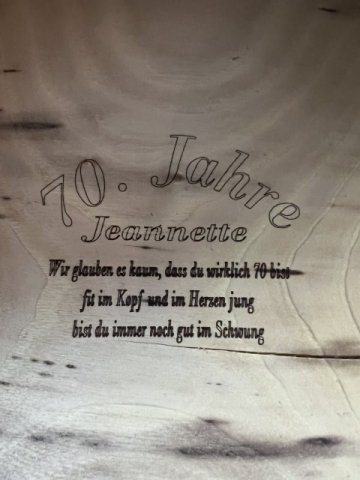 70. Jahre
Jeannette
Wir glauben es kaum, dass du wirklich 70 bist
fit im Kopf und im Herzen jung
bist du immer noch gut im Schwung